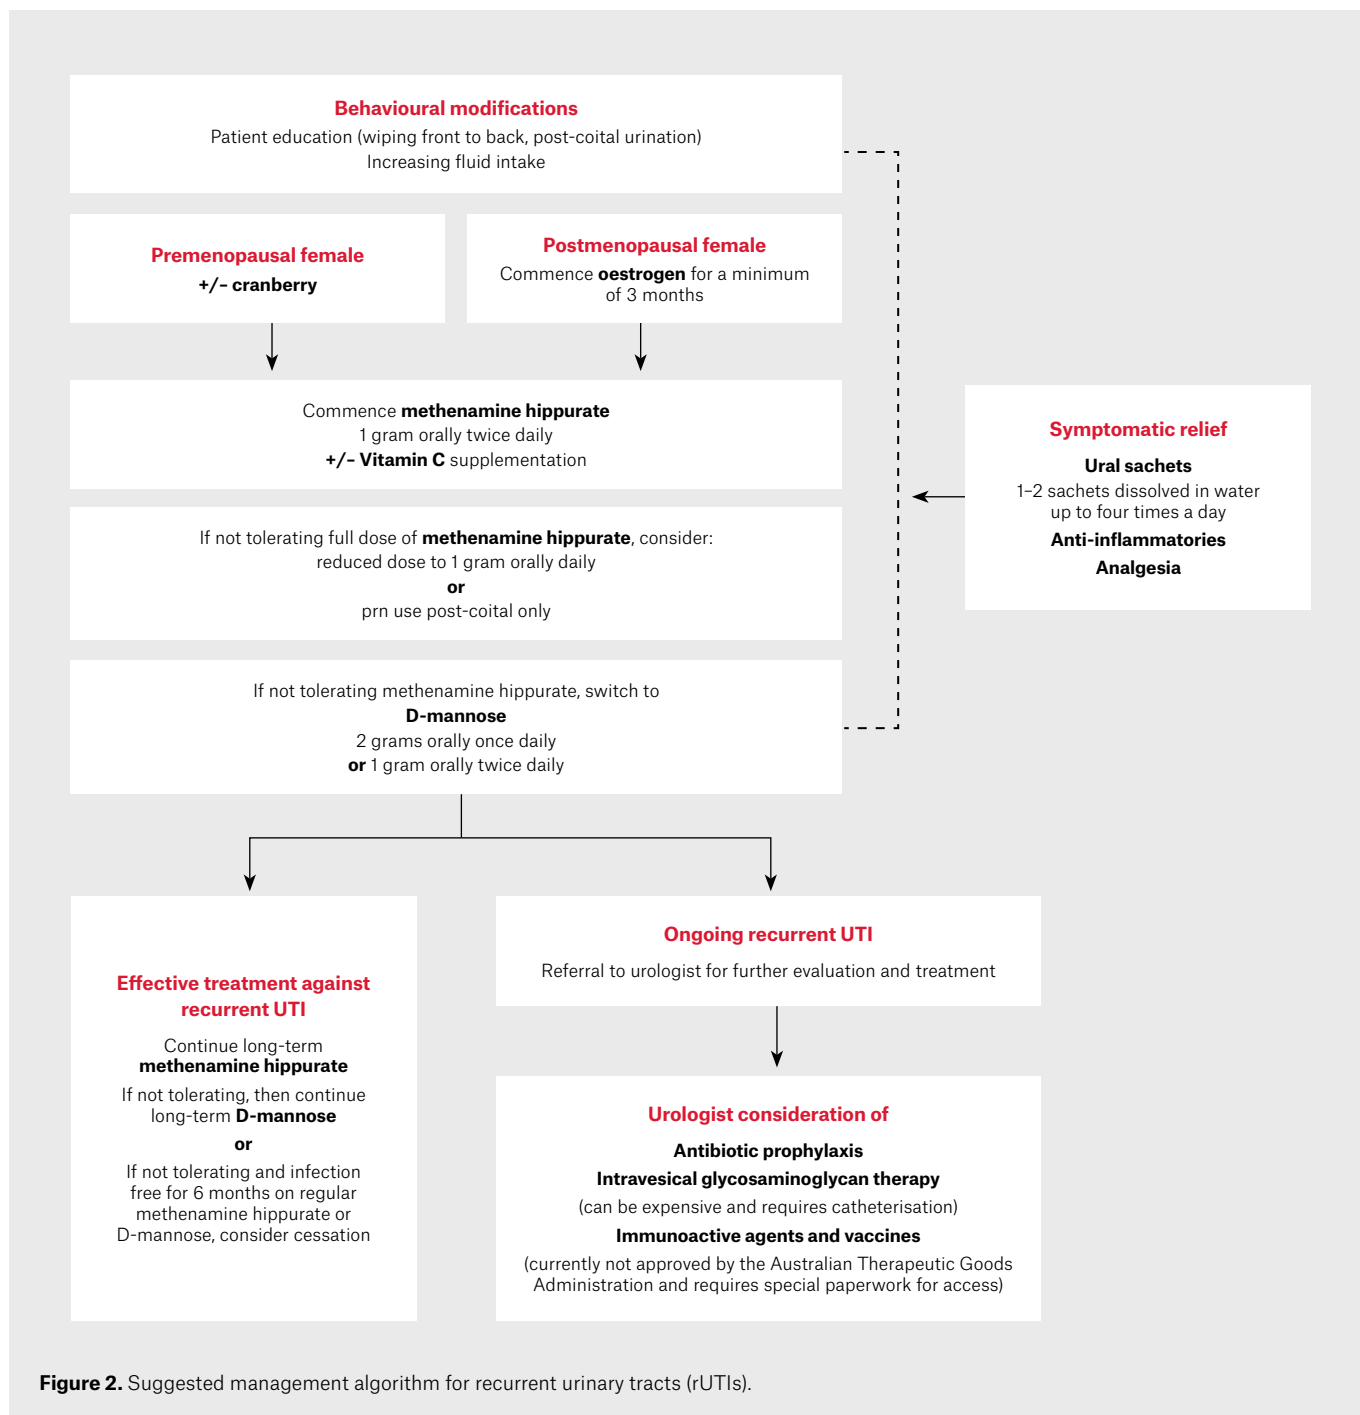 Behavioural modifications
Patient education (wiping front to back, post-coital urination)
Increasing fluid intake
Premenopausal female
+/– cranberry
Postmenopausal female
Commence oestrogen for a minimum
of 3 months
Commence methenamine hippurate
1 gram orally twice daily
+/– Vitamin C supplementation
If not tolerating full dose of methenamine hippurate, consider:
reduced dose to 1 gram orally daily
or
prn use post-coital only
If not tolerating methenamine hippurate, switch to
D-mannose
2 grams orally once daily
or 1 gram orally twice daily
Symptomatic relief
Ural sachets
1–2 sachets dissolved in water
up to four times a day
Anti-inflammatories
Analgesia
Effective treatment against
recurrent UTI
Continue long-term
methenamine hippurate
If not tolerating, then continue
long-term D-mannose
or
If not tolerating and infection
free for 6 months on regular
methenamine hippurate or
D-mannose, consider cessation
Ongoing recurrent UTI
Referral to urologist for further evaluation and treatment
Urologist consideration of
Antibiotic prophylaxis
Intravesical glycosaminoglycan therapy
(can be expensive and requires catheterisation)
Immunoactive agents and vaccines
(currently not approved by the Australian Therapeutic Goods
Administration and requires special paperwork for access)
Figure 2. Suggested management algorithm for recurrent urinary tracts (rUTIs).